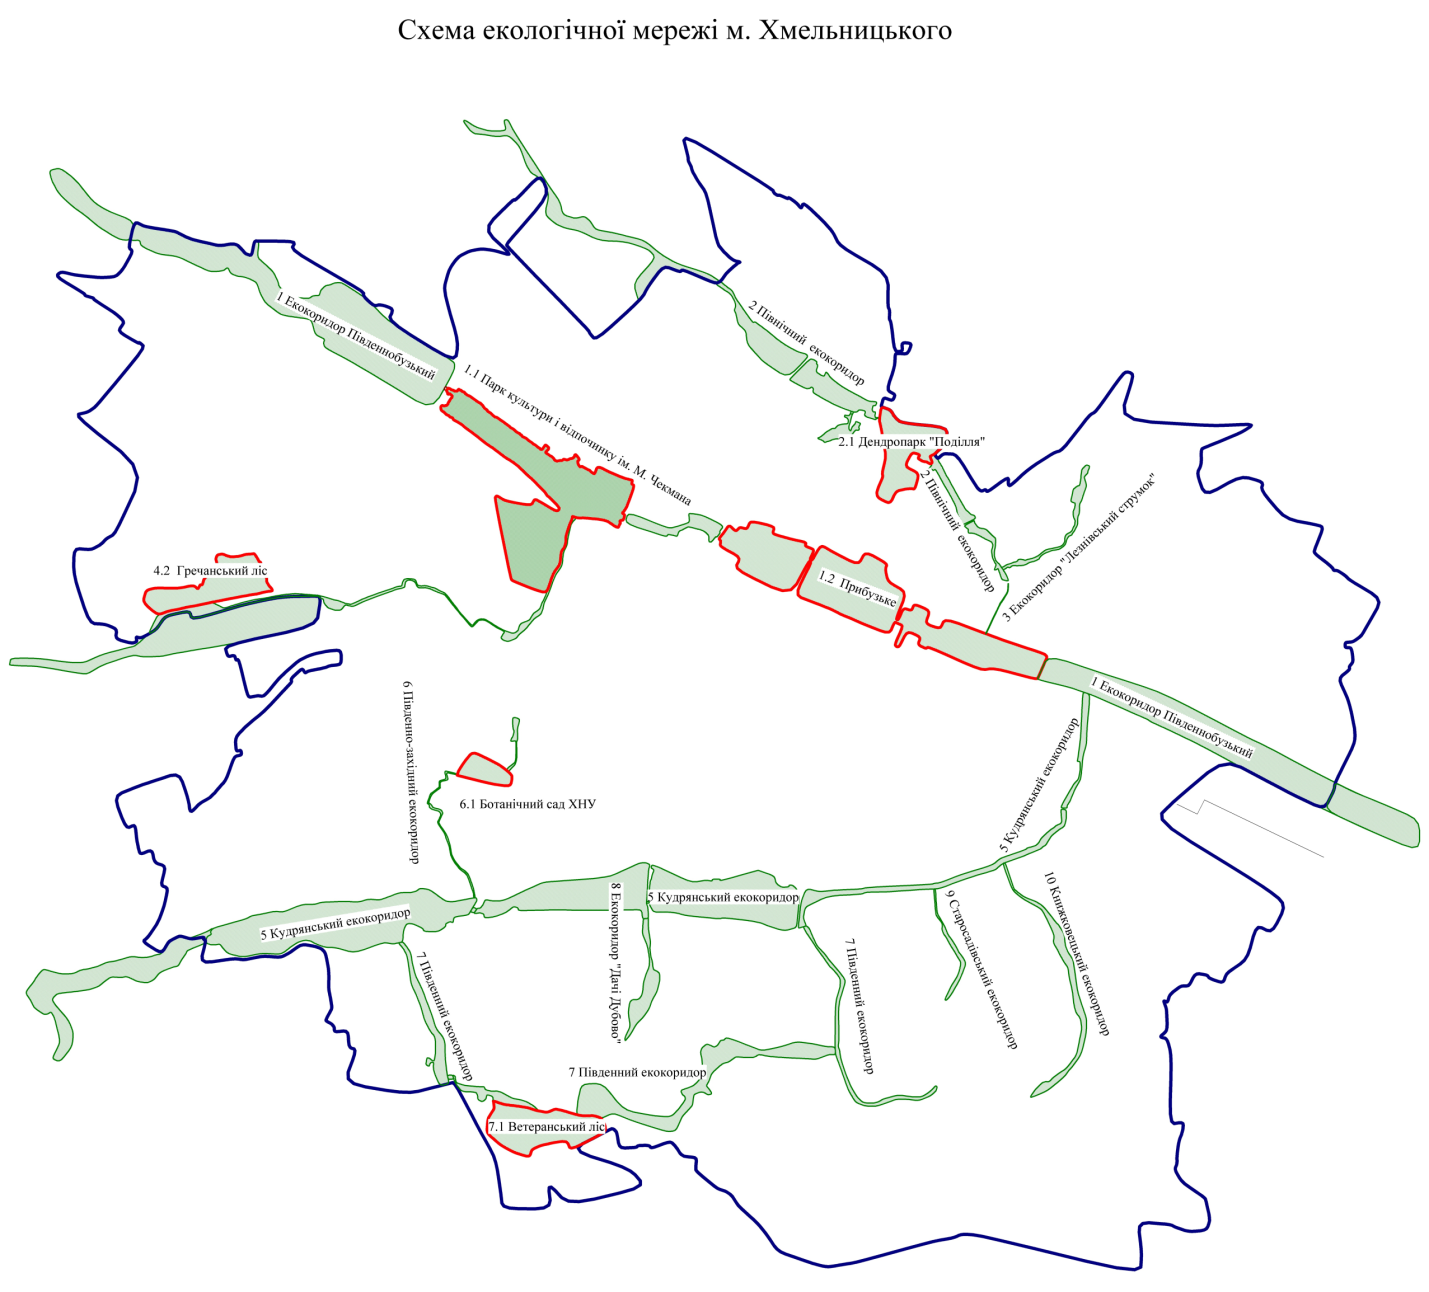 Схема екологічної мережі м. Хмельницького
1 Екокоридор Південнобузький
2 Північний екокоридор
1.1 Парк культури і відпочинку ім. М. Чекмана
2.1 Дендропарк "Поділля"
2 Північний екокоридор
3 Екокоридор "Лезнівський струмок"
4.2 Гречанський ліс
1.2 Прибузьке
1 Екокоридор Південнобузький
6 Південно-західний екокоридор
6.1 Ботанічний сад ХНУ
5 Кудрянський екокоридор
5 Кудрянський екокоридор
8 Екокоридор "Дачі Дубово"
5 Кудрянський екокоридор
9 Старосадівський екокоридор
10 Книжковецький екокоридор
7 Південний екокоридор
7 Південний екокоридор
7 Південний екокоридор
7.1 Ветеранський ліс